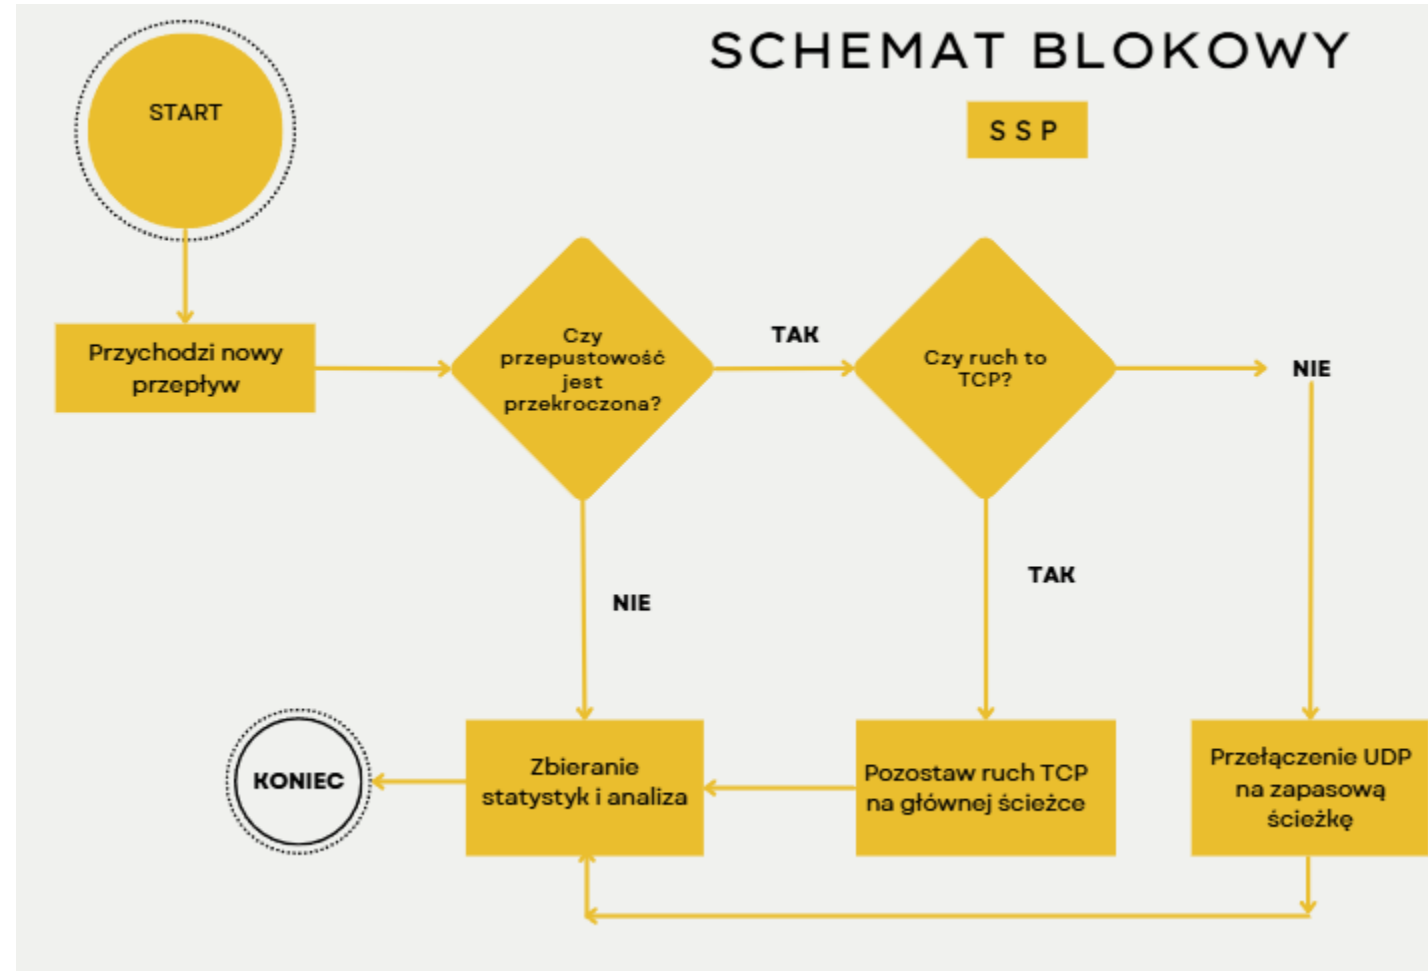 SCHEMAT BLOKOWY
SSP
START
Przychodzi nowy
przepływ
Czy
przepustowość
jest
przekroczona?
TAK
Czy ruch to
TCP?
NIE
NIE
TAK
KONIEC
Zbieranie
statystyk i analiza
Pozostaw ruch TCP
na głównej ścieżce
Przełączenie UDP
na zapasową
ścieżkę